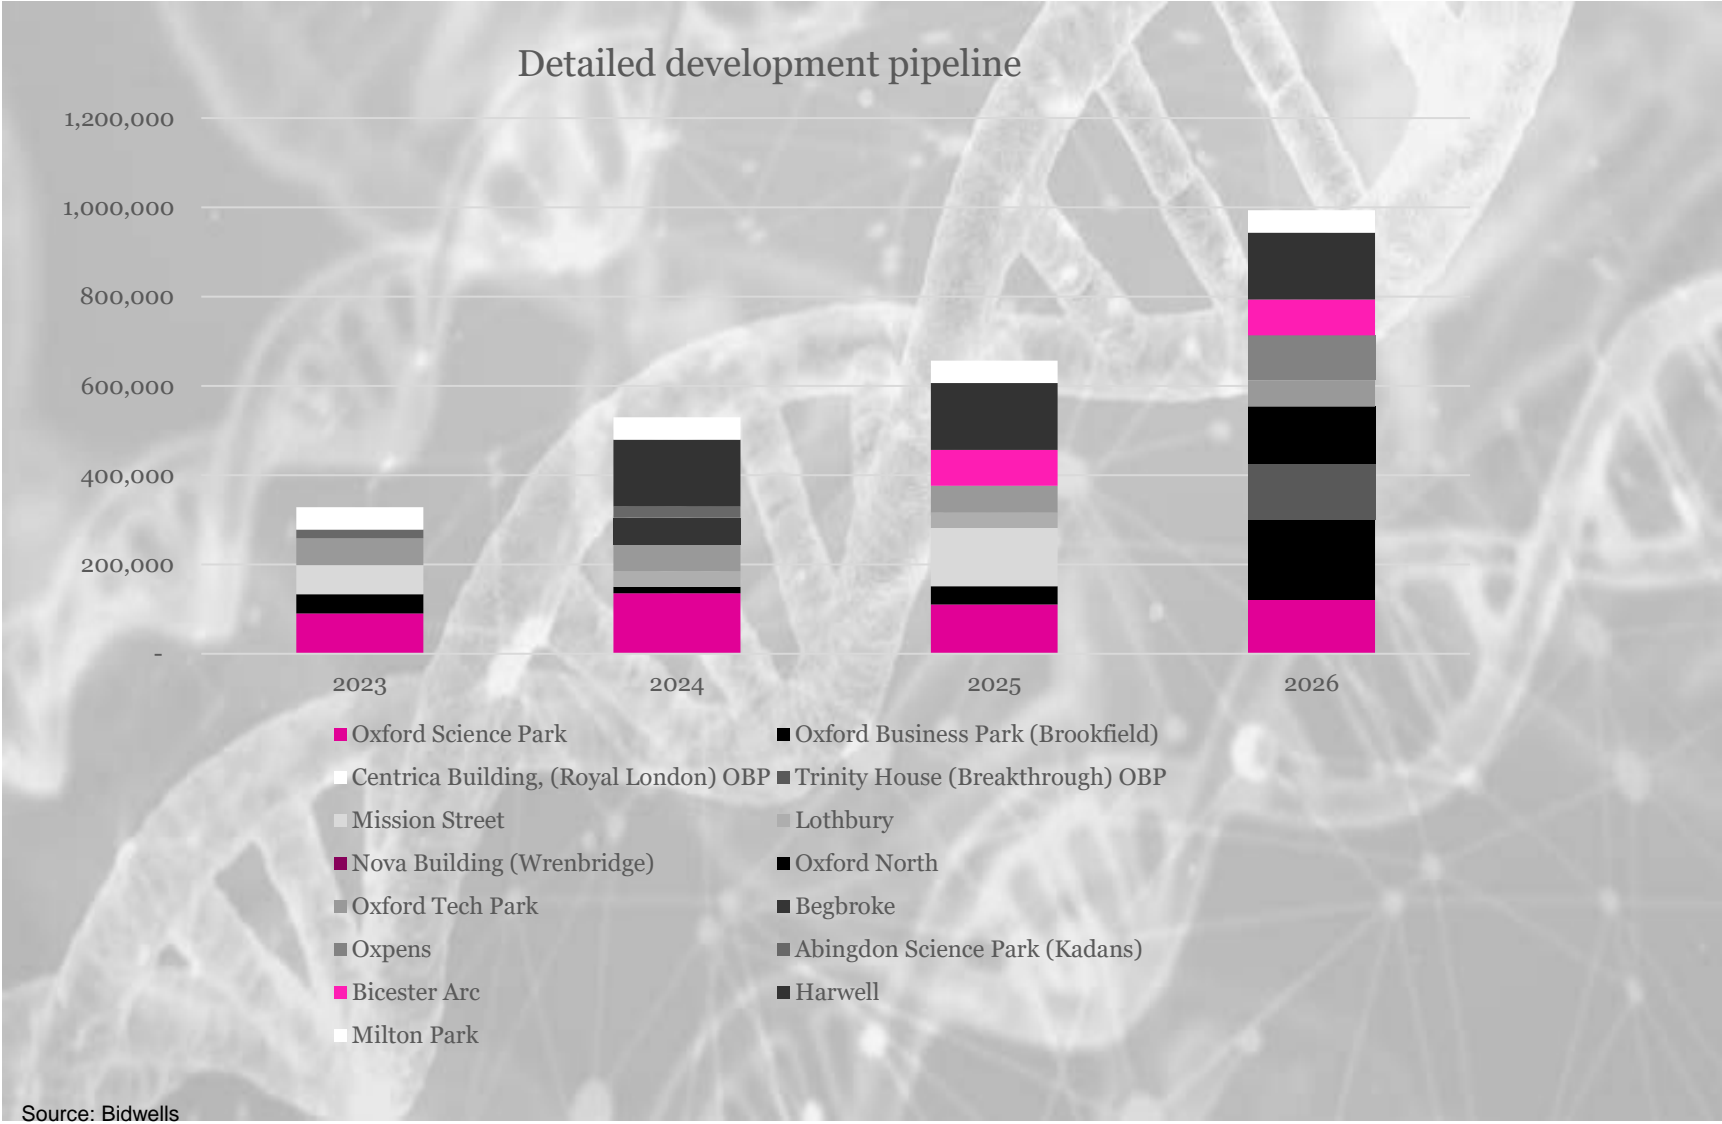 Detailed development pipeline
1,200,000
1,000,000
800,000
600,000
400,000
200,000
-
2023 2024 2025 2026
Oxford Science Park Oxford Business Park (Brookfield)
Centrica Building, (Royal London) OBP Trinity House (Breakthrough) OBP
Mission Street Lothbury
Nova Building (Wrenbridge) Oxford North
Oxford Tech Park Begbroke
Oxpens Abingdon Science Park (Kadans)
Bicester Arc Harwell
Milton Park
Source: Bidwells